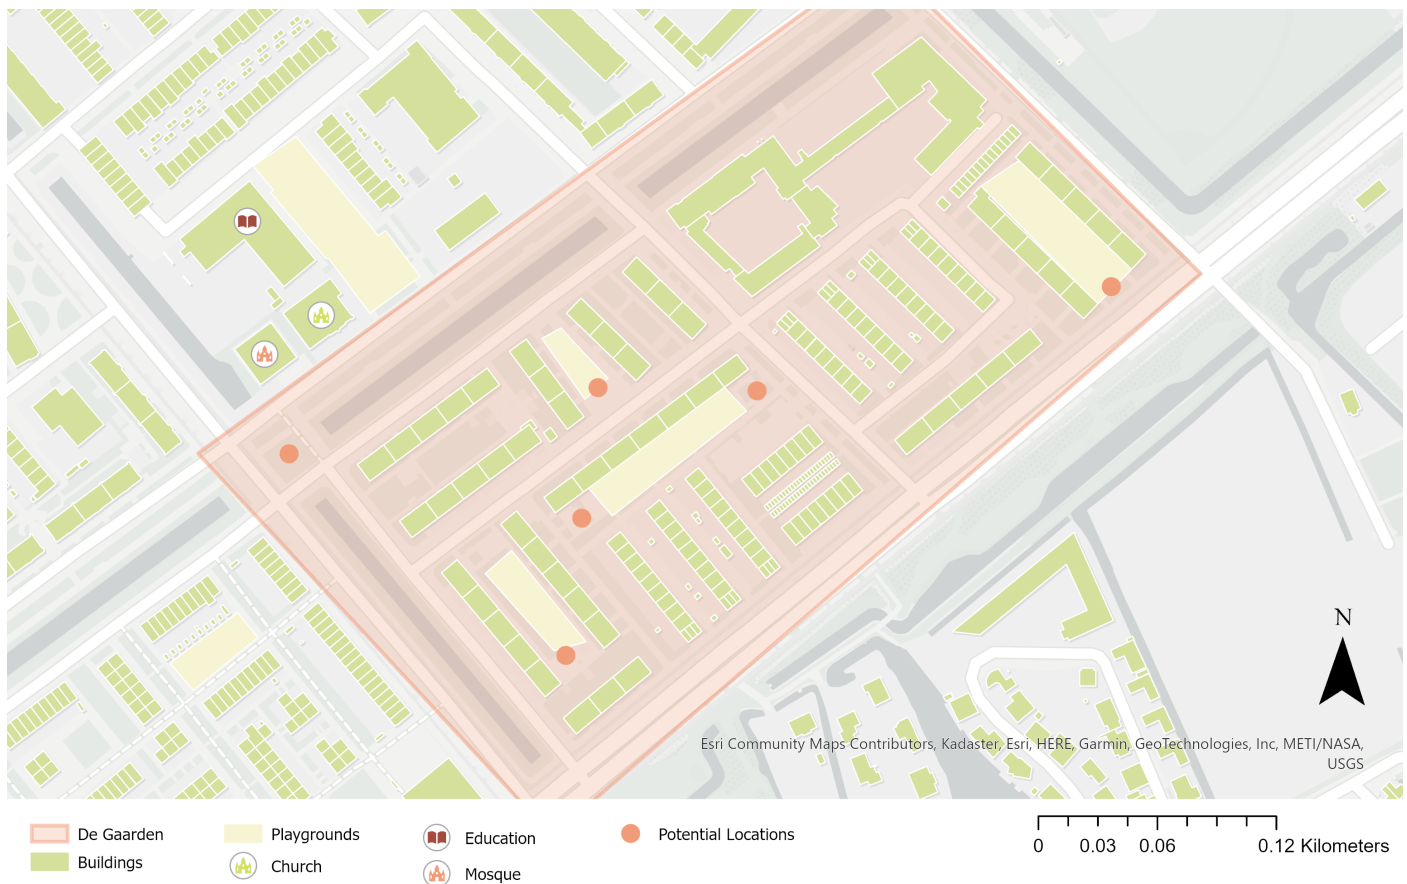 N
Esri Community Maps Contributors, Kadaster, Esri, HERE, Garmin, GeoTechnologies, Inc, METI/NASA,
USGS
De Gaarden
Buildings
Playgrounds
Church
Education
Mosque
Potential Locations
0 0.03 0.06 0.12 Kilometers